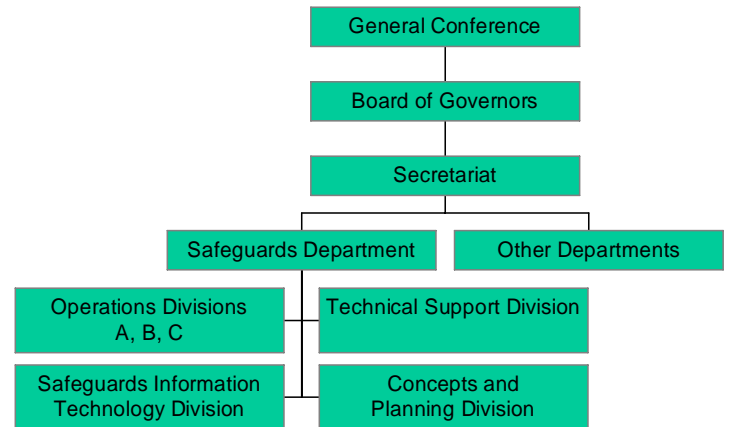 General Conference
Board of Governors
Secretariat
Safeguards Department
Other Departments
Operations Divisions
A, B, C
Technical Support Division
Safeguards Information
Technology Division
Concepts and
Planning Division